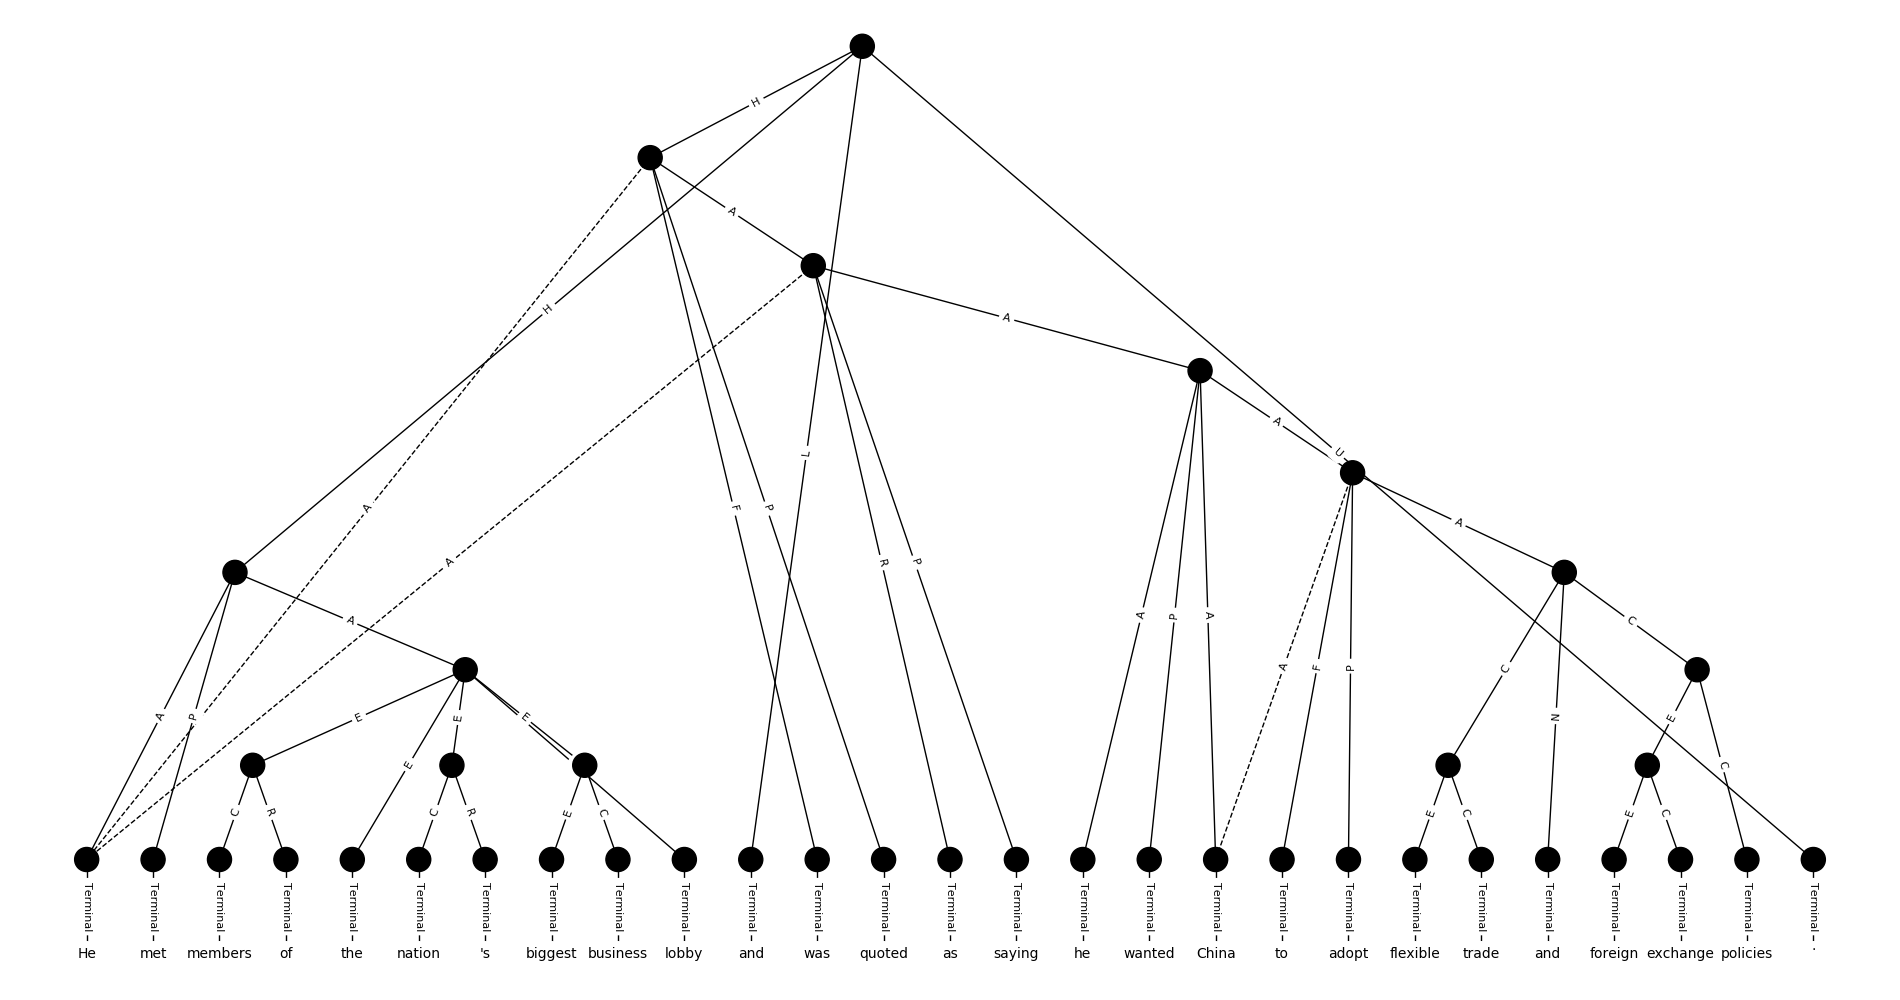 H
A
H
A
L
A
U
A
A
F
P
R
P
A
A
A
P
A
A
F
P
C
C
N
A
P
E
E
E
E
E
C
C
R
C
R
E
C
E
C
E
C
Terminal Terminal Terminal Terminal Terminal Terminal Terminal Terminal Terminal Terminal Terminal Terminal Terminal Terminal Terminal Terminal Terminal Terminal Terminal Terminal Terminal Terminal Terminal Terminal Terminal Terminal Terminal
He met members of the nation 's biggest business lobby and was quoted as saying he wanted China to adopt flexible trade and foreign exchange policies .